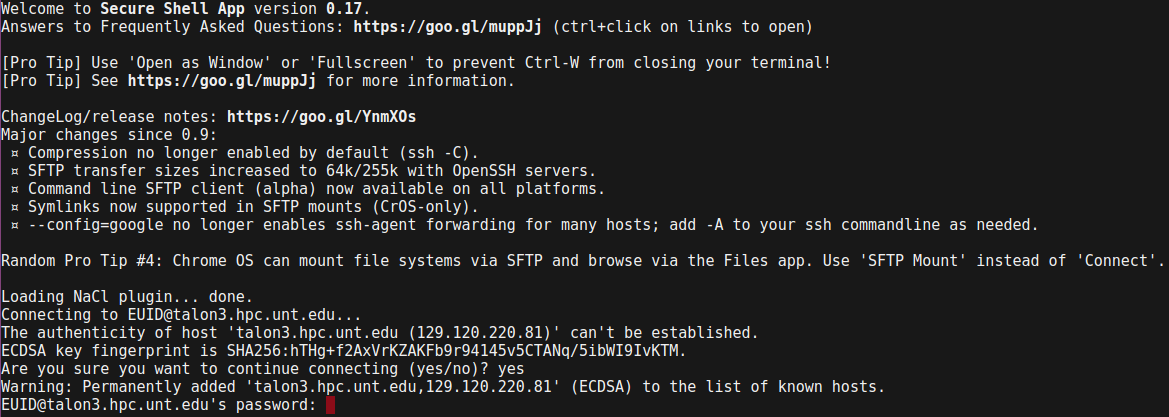 Welcome to Secure Shell App version 0.17.
Answers to Frequently Asked Questions: https://goo.gl/muppJj (ctrl+click on links to open)
[Pro Tip] Use 'Open as Window' or 'Fullscreen' to prevent Ctrl-W from closing your terminal!
[Pro Tip] See https://goo.gl/muppJj for more information.
ChangeLog/release notes: https://goo.gl/YnmXOs
Major changes since 0.9:
¤ Compression no longer enabled by default (ssh -C).
¤ SFTP transfer sizes increased to 64k/255k with OpenSSH servers.
¤ Command line SFTP client (alpha) now available on all platforms.
¤ Symlinks now supported in SFTP mounts (CrOS-only).
¤ --config=google no longer enables ssh-agent forwarding for many hosts; add -A to your ssh commandline as needed.
Random Pro Tip #4: Chrome OS can mount file systems via SFTP and browse via the Files app. Use 'SFTP Mount' instead of 'Connect'.
Loading NaCl plugin... done.
Connecting to EUID@talon3.hpc.unt.edu...
The authenticity of host 'talon3.hpc.unt.edu (129.120.220.81)' can't be established.
ECDSA key fingerprint is SHA256:hTHg+f2AxVrKZAKFb9r94145v5CTANq/5ibWI9IvKTM.
Are you sure you want to continue connecting (yes/no)? yes
Warning: Permanently added 'talon3.hpc.unt.edu,129.120.220.81' (ECDSA) to the list of known hosts.
EUID@talon3.hpc.unt.edu's password: